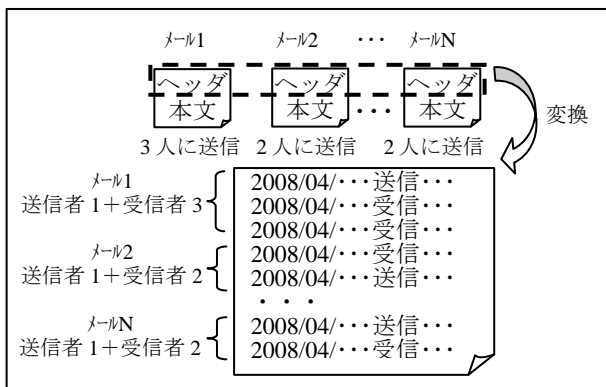 メール1 メール2 ・・・ メールN
ヘッダ ヘッダ ヘッダ
本文 本文 ・・・ 本文
変換
3人に送信 2人に送信 2人に送信
メール1
送信者1+受信者3
2008/04/・・・送信・・・
2008/04/・・・受信・・・
2008/04/・・・受信・・・
メール2
送信者1+受信者2
2008/04/・・・受信・・・
2008/04/・・・送信・・・
・・・
メールN
送信者1+受信者2
2008/04/・・・送信・・・
2008/04/・・・受信・・・